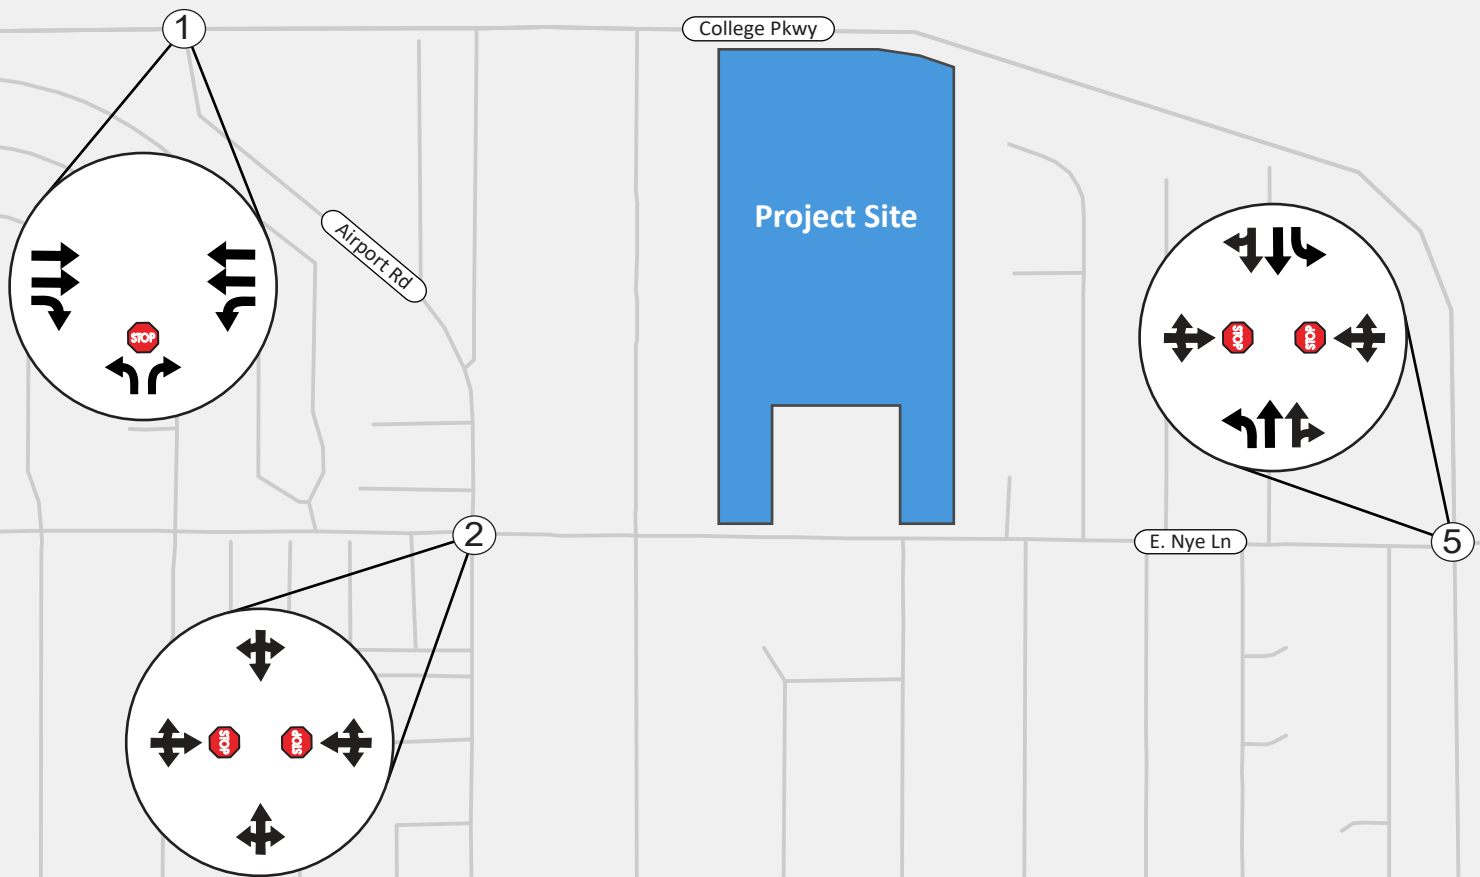 1
College Pkwy
Airport Rd
Project Site
STOP
STOP
STOP
2
E. Nye Ln
5
STOP
STOP